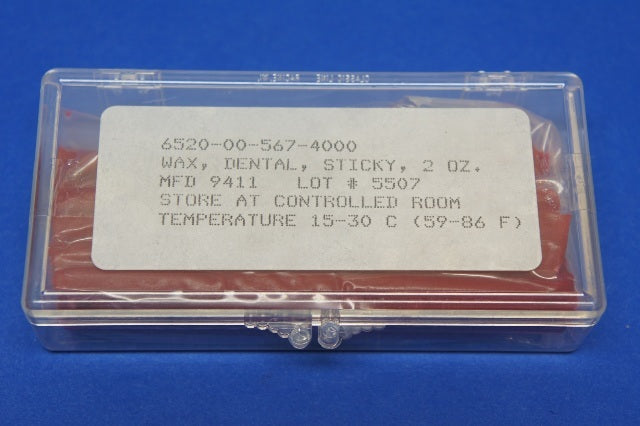 6520-00-567-4000
WAX, DENTAL, STICKY, 2 OZ.
MFD 9411 LOT # 5507
STORE AT CONTROLLED ROOM
TEMPERATURE 15-30 C (59-86 F)